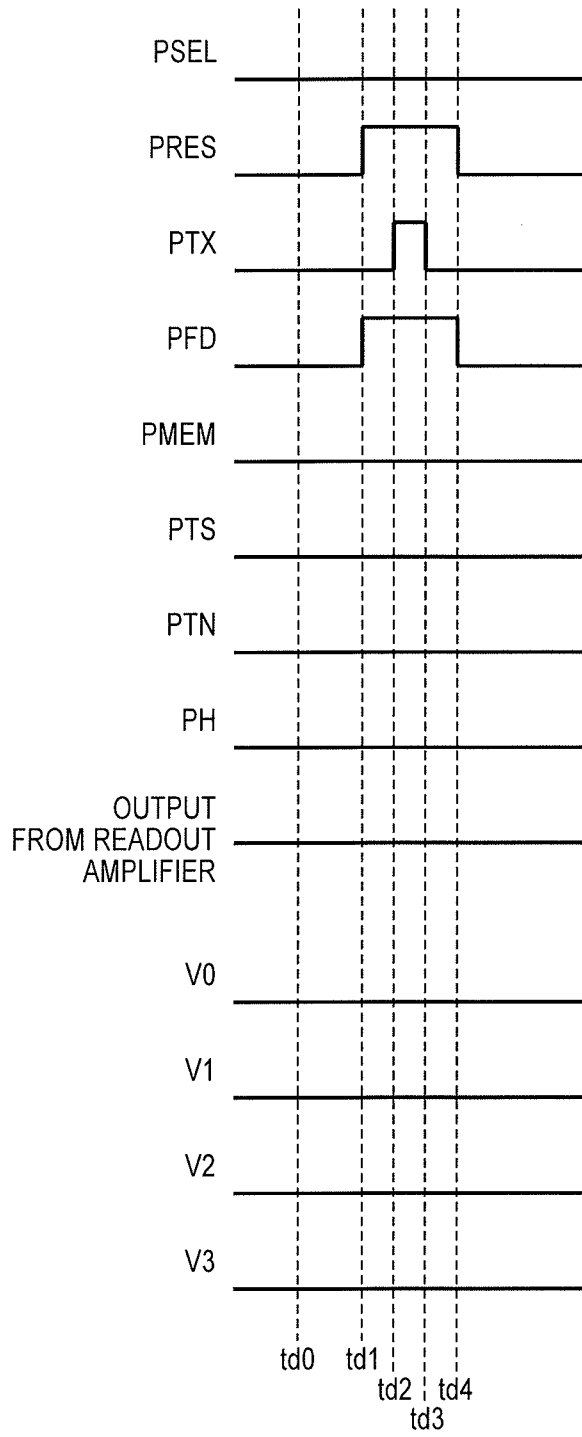 PSEL
PRES
PTX
PFD
PMEM
PTS
PTN
PH
OUTPUT
FROM READOUT
AMPLIFIER
V0
V1
V2
V3
td0 td1
td2 td4
td3